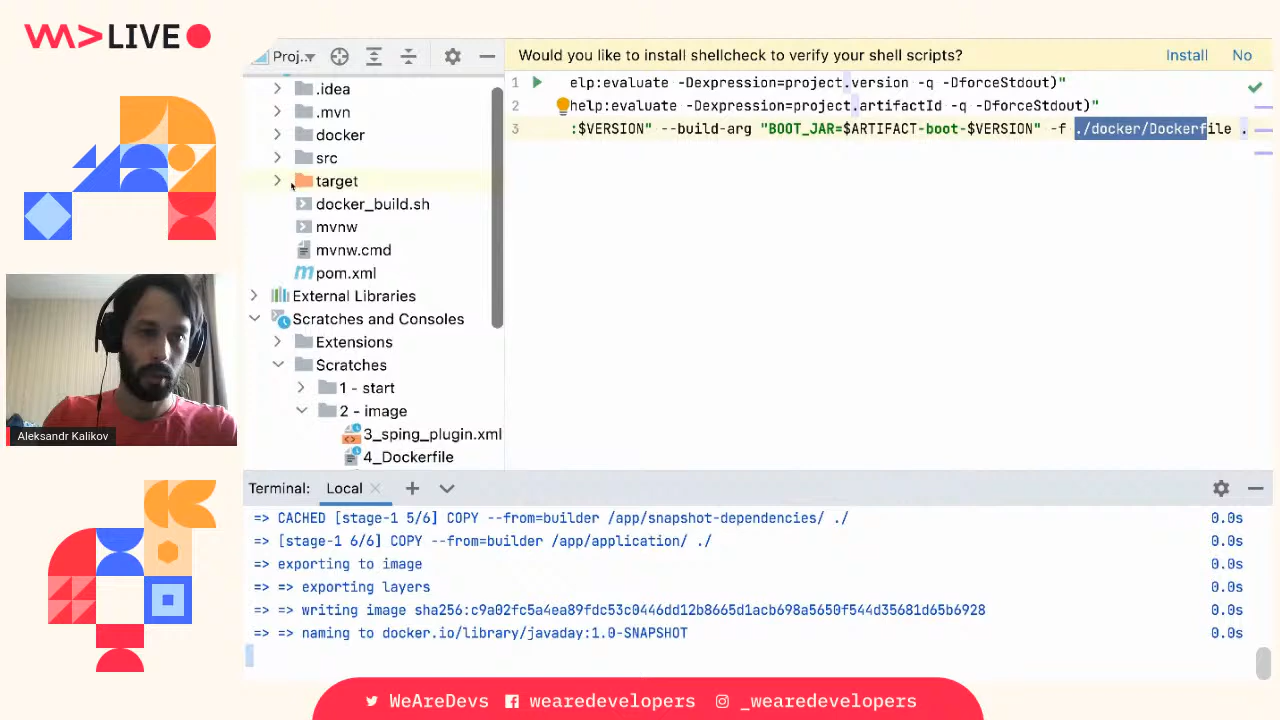 WA>LIVE
Proj...
.idea
.mvn
docker
src
target
docker_build.sh
mvnw
mvnw.cmd
pom.xml
External Libraries
Scratches and Consoles
Extensions
Scratches
1 - start
2 - image
3_sping_plugin.xml
4_Dockerfile
Would you like to install shellcheck to verify your shell scripts? Install No
1 elp:evaluate -Dexpression=project.version -q -DforceStdout)"
2 help:evaluate -Dexpression=project.artifactId -q -DforceStdout)"
3 :$VERSION" --build-arg "BOOT_JAR=$ARTIFACT-boot-$VERSION" -f ./docker/Dockerfile .
Aleksandr Kalikov
Terminal: Local
=> CACHED [stage-1 5/6] COPY --from=builder /app/snapshot-dependencies/ ./ 0.0s
=> [stage-1 6/6] COPY --from=builder /app/application/ ./ 0.0s
=> exporting to image 0.0s
=> => exporting layers 0.0s
=> => writing image sha256:c9a02fc5a4ea89fdc53c0446dd12b8665d1acb698a5650f544d35681d65b6928 0.0s
=> => naming to docker.io/library/javaday:1.0-SNAPSHOT 0.0s
WeAreDevs wearedevelopers _wearedevelopers